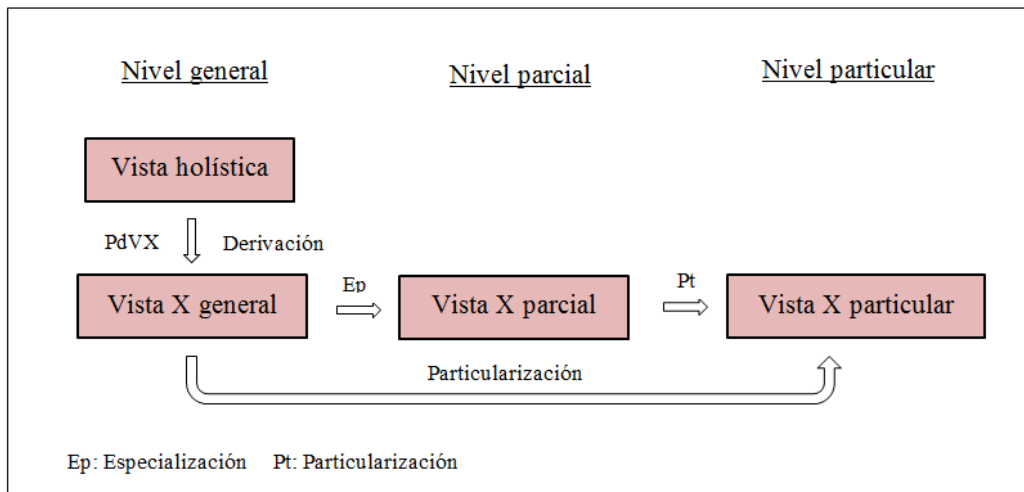 Nivel general
Nivel parcial
Nivel particular
Vista holística
PdVX
Derivación
Vista X general
Ep
Vista X parcial
Pt
Vista X particular
Particularización
Ep: Especialización Pt: Particularización